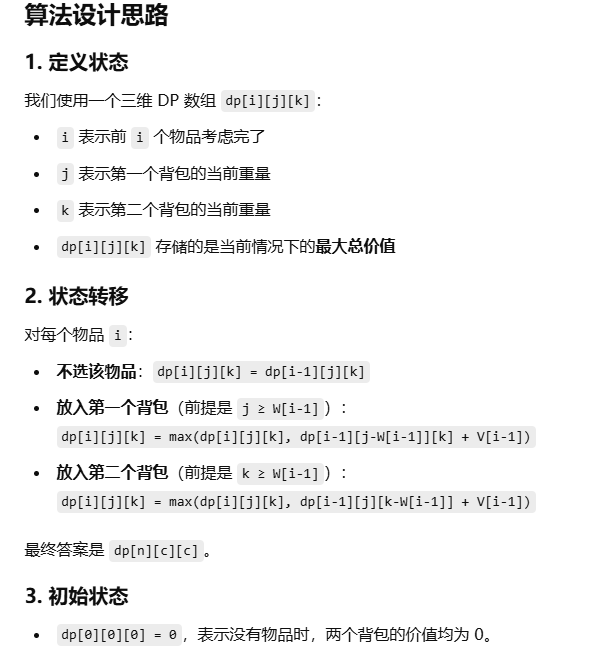 算法设计思路
1. 定义状态
我们使用一个三维 DP 数组 dp[i][j][k]：
• i 表示前 i 个物品考虑完了
• j 表示第一个背包的当前重量
• k 表示第二个背包的当前重量
• dp[i][j][k] 存储的是当前情况下的最大总价值
2. 状态转移
对每个物品 i：
• 不选该物品：dp[i][j][k] = dp[i-1][j][k]
• 放入第一个背包（前提是 j ≥ W[i-1]）：
dp[i][j][k] = max(dp[i][j][k], dp[i-1][j-W[i-1]][k] + V[i-1])
• 放入第二个背包（前提是 k ≥ W[i-1]）：
dp[i][j][k] = max(dp[i][j][k], dp[i-1][j][k-W[i-1]] + V[i-1])
最终答案是 dp[n][c][c]。
3. 初始状态
• dp[0][0][0] = 0，表示没有物品时，两个背包的价值均为 0。